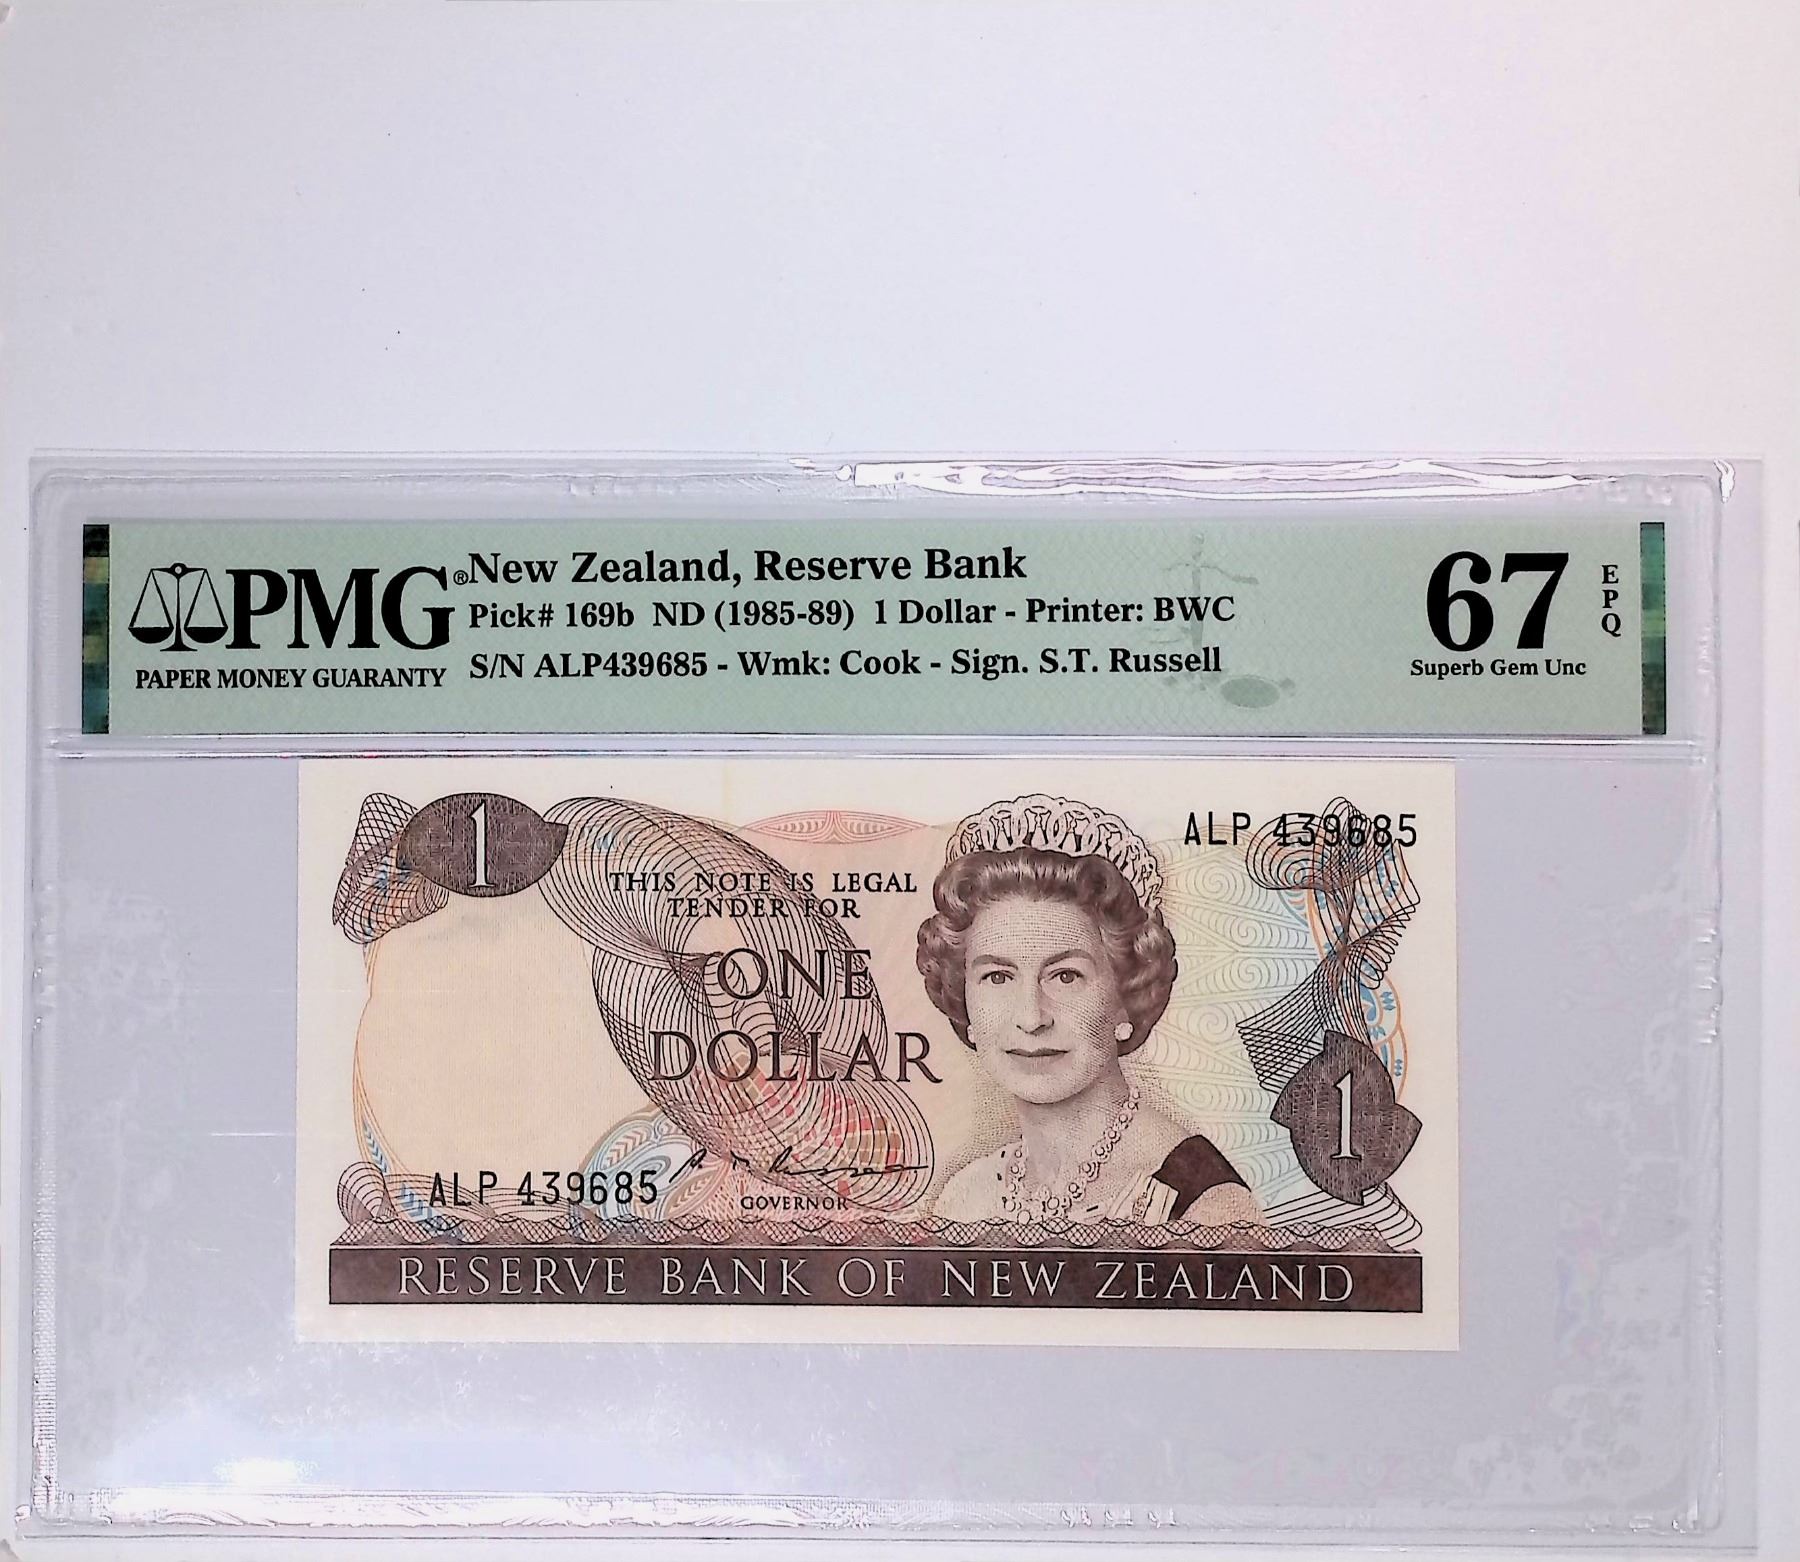 PMG®
PAPER MONEY GUARANTY
New Zealand, Reserve Bank
Pick# 169b ND (1985-89) 1 Dollar - Printer: BWC
S/N ALP439685 - Wmk: Cook - Sign. S.T. Russell
67
EPQ
Superb Gem Unc
1
ALP 439685
THIS NOTE IS LEGAL
TENDER FOR
ONE
DOLLAR
1
ALP 439685
GOVERNOR
RESERVE BANK OF NEW ZEALAND